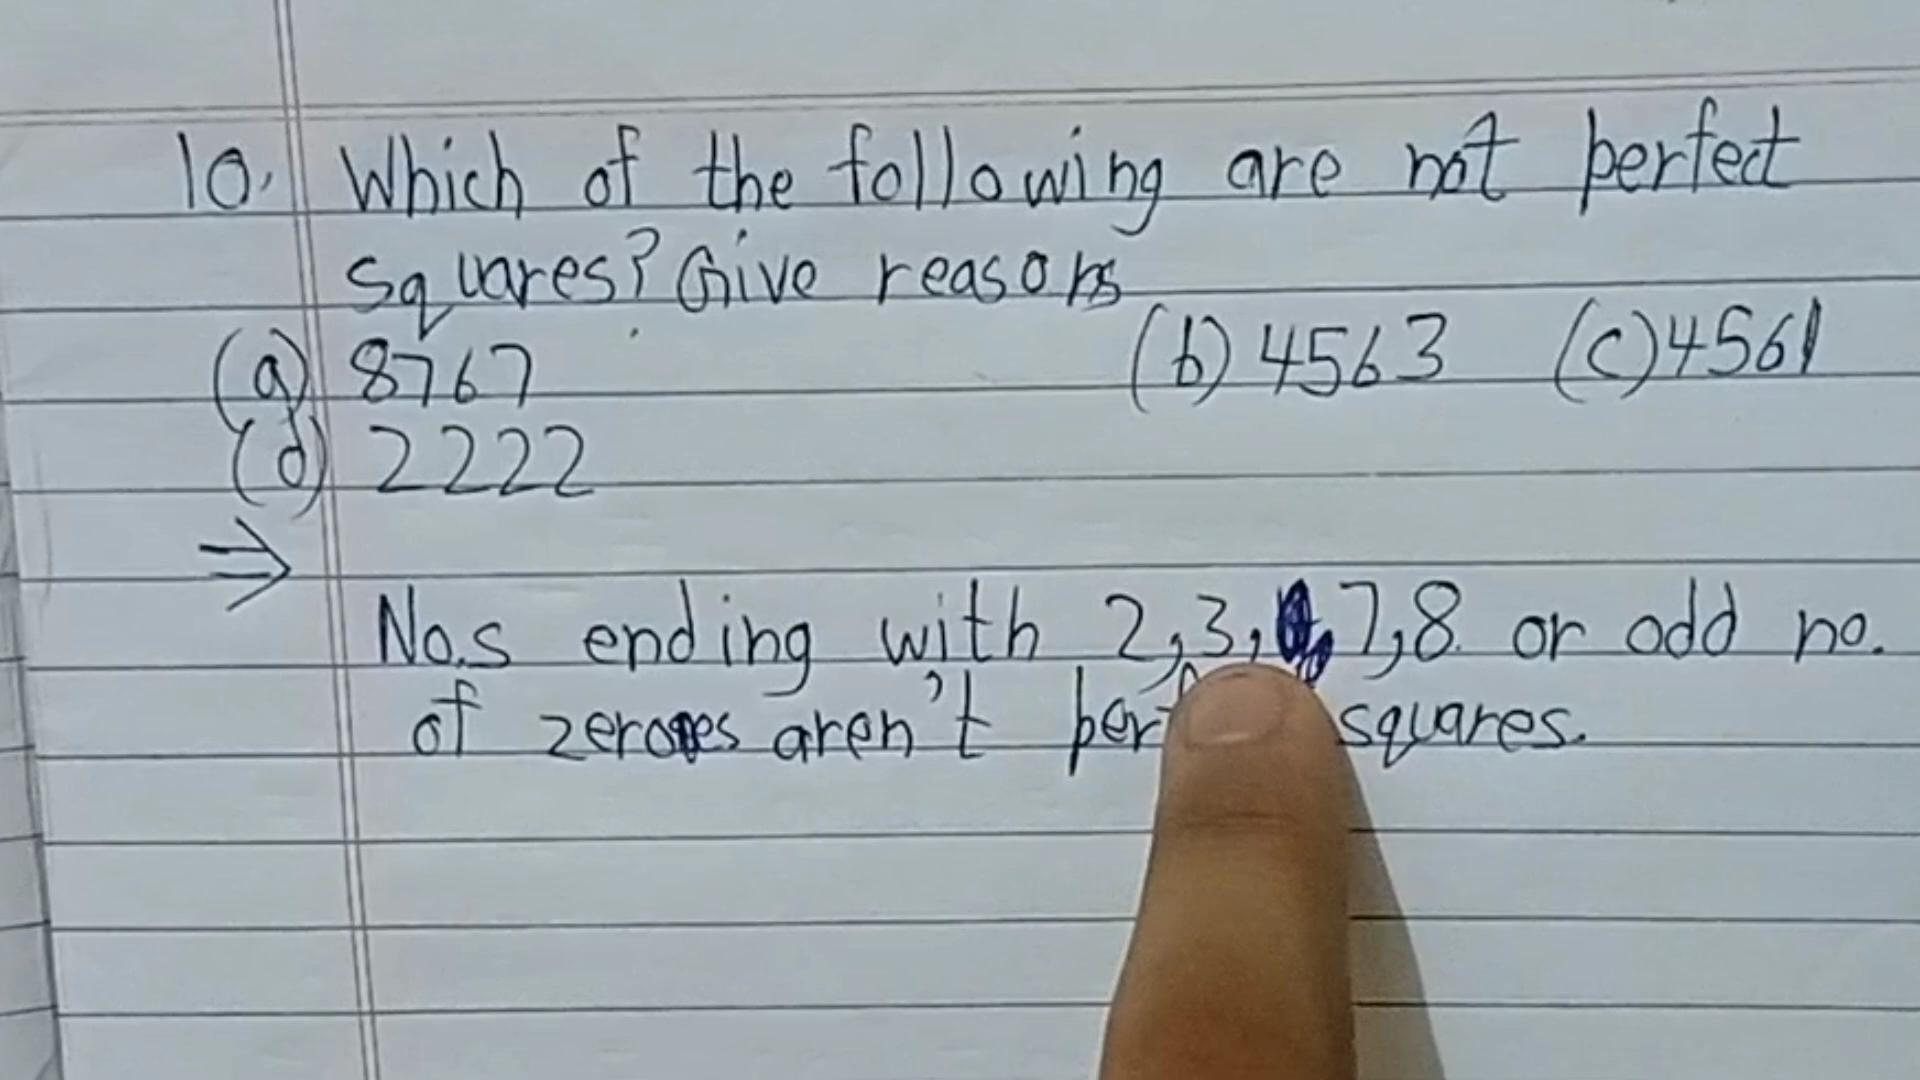 10. Which of the following are not perfect
squares? Give reasons
(a) 8767 (b) 4563 (c) 4561
(d) 2222
⇒
No.s ending with 2,3, 7,8 or odd no.
of zeroes aren't squares.